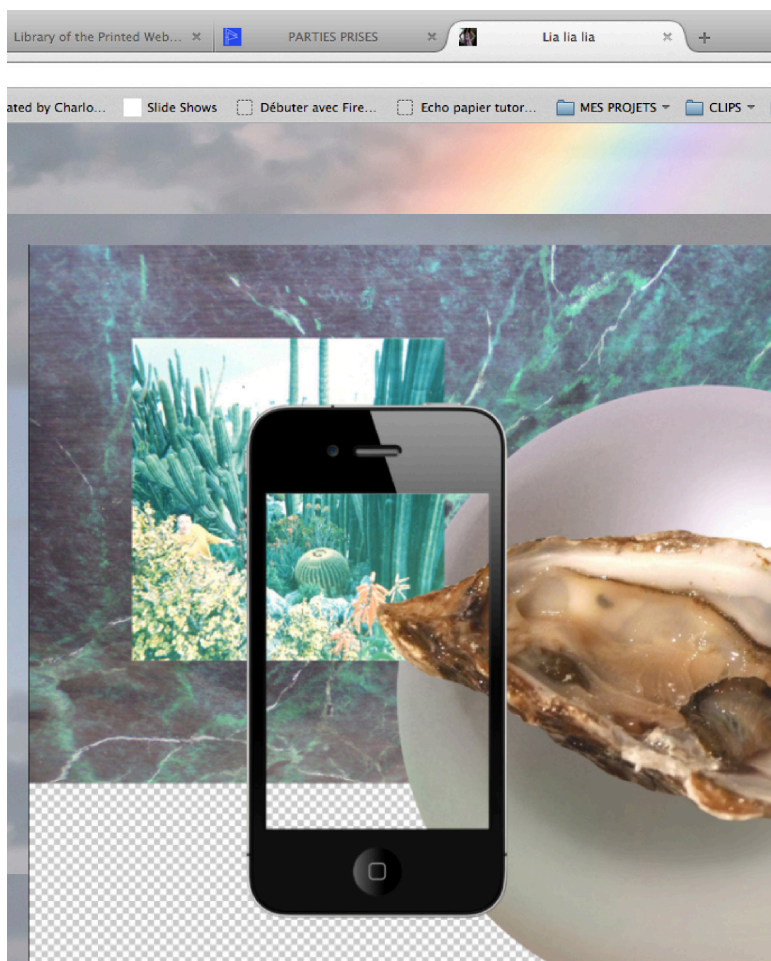 Library of the Printed Web... PARTIES PRISES Lia lia lia
ated by Charlo... Slide Shows Débuter avec Fire... Echo papier tutor... MES PROJETS CLIPS